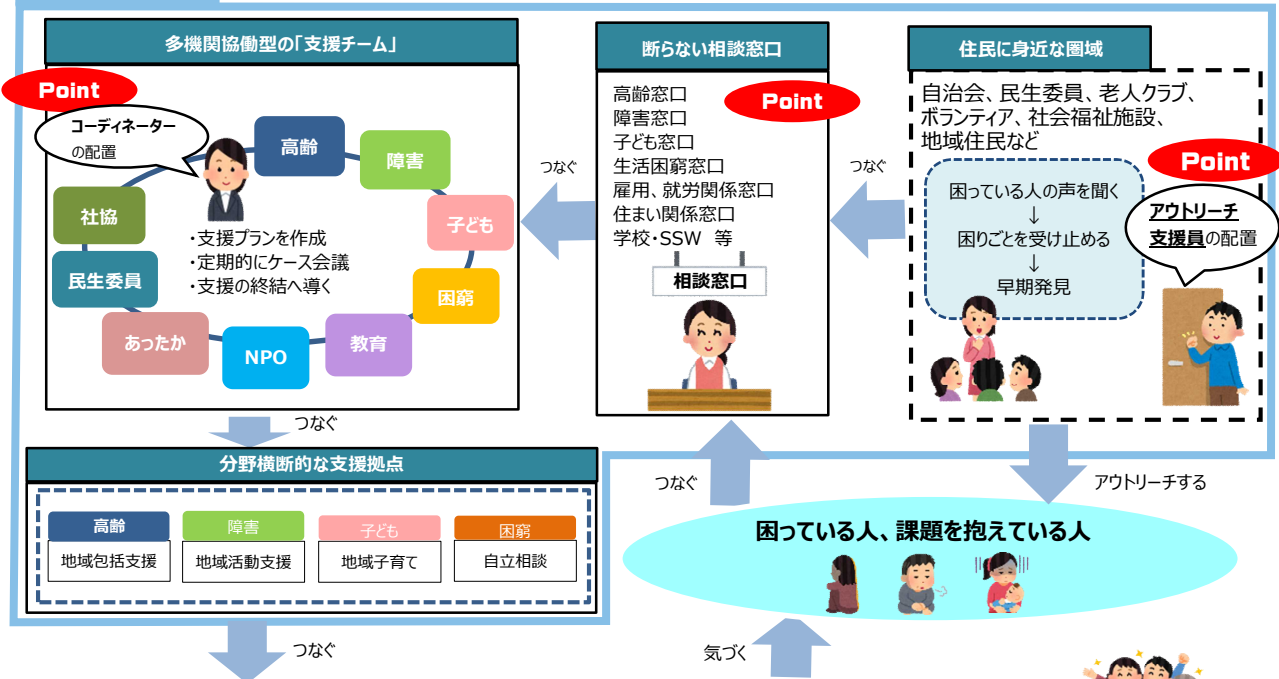 多機関協働型の「支援チーム」
Point
コーディネーター
の配置
高齢
障害
子ども
困窮
教育
NPO
あったか
民生委員
社協
・支援プランを作成
・定期的にケース会議
・支援の終結へ導く
つなぐ
断らない相談窓口
Point
高齢窓口
障害窓口
子ども窓口
生活困窮窓口
雇用、就労関係窓口
住まい関係窓口
学校・SSW 等
相談窓口
つなぐ
住民に身近な圏域
自治会、民生委員、老人クラブ、
ボランティア、社会福祉施設、
地域住民など
Point
困っている人の声を聞く
↓
困りごとを受け止める
↓
早期発見
アウトリーチ
支援員の配置
つなぐ
分野横断的な支援拠点
高齢
地域包括支援
障害
地域活動支援
子ども
地域子育て
困窮
自立相談
つなぐ
アウトリーチする
困っている人、課題を抱えている人
つなぐ
気づく